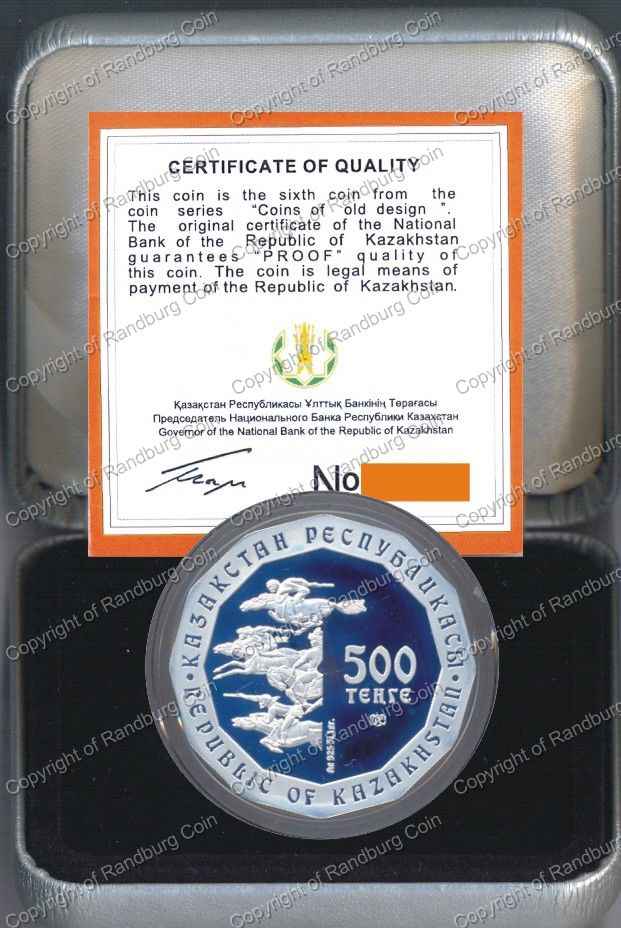 CERTIFICATE OF QUALITY
This coin is the sixth coin from the
coin series "Coins of old design ".
The original certificate of the National
Bank of the Republic of Kazakhstan
guarantees "PROOF" quality of
this coin. The coin is legal means of
payment of the Republic of Kazakhstan.
Қазақстан Республикасы Ұлттық Банкінің Төрағасы
Председатель Национального Банка Республики Казахстан
Governor of the National Bank of the Republic of Kazakhstan
No
ҚАЗАҚСТАН РЕСПУБЛИКАСЫ
500
ТЕҢГЕ
REPUBLIC OF KAZAKHSTAN
Copyright of Randburg Coin